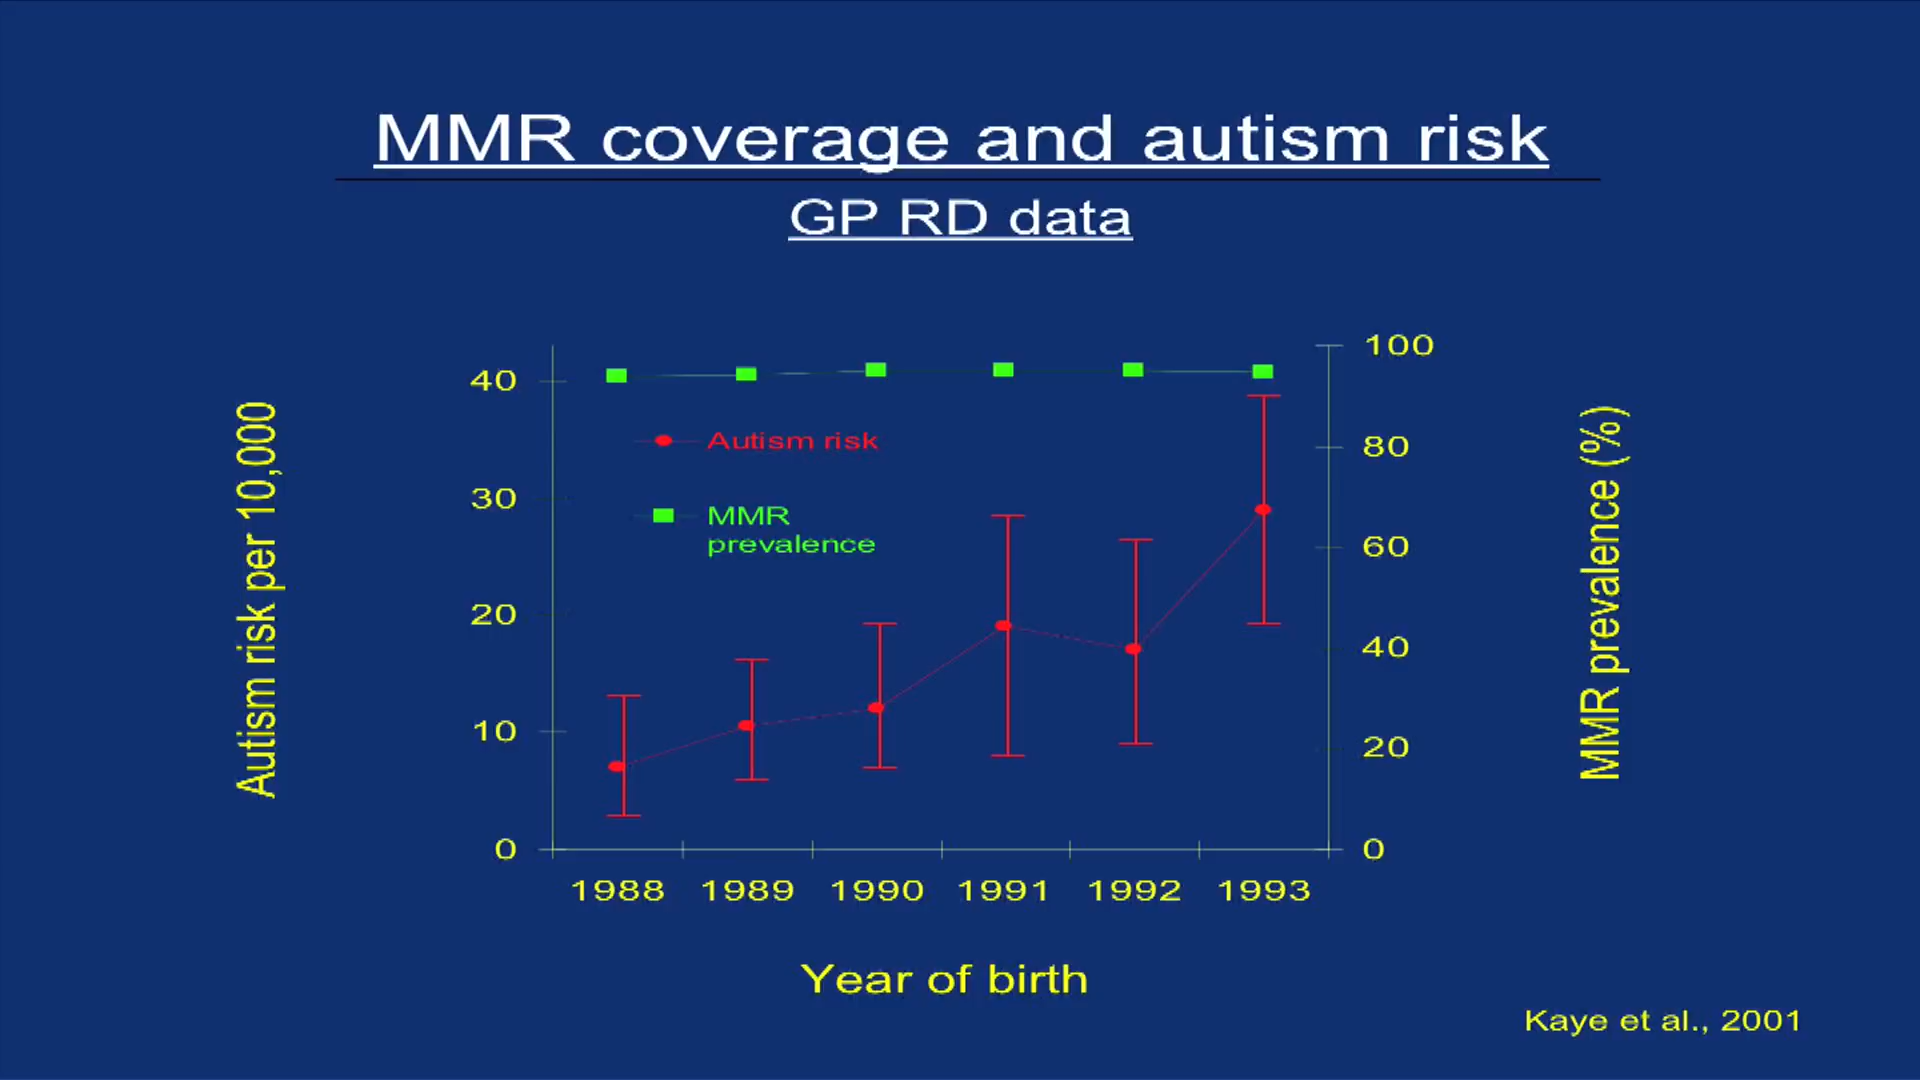 MMR coverage and autism risk
GP RD data
Autism risk per 10,000
40
30
20
10
0
Autism risk
MMR
prevalence
100
80
60
40
20
0
MMR prevalence (%)
1988 1989 1990 1991 1992 1993
Year of birth
Kaye et al., 2001